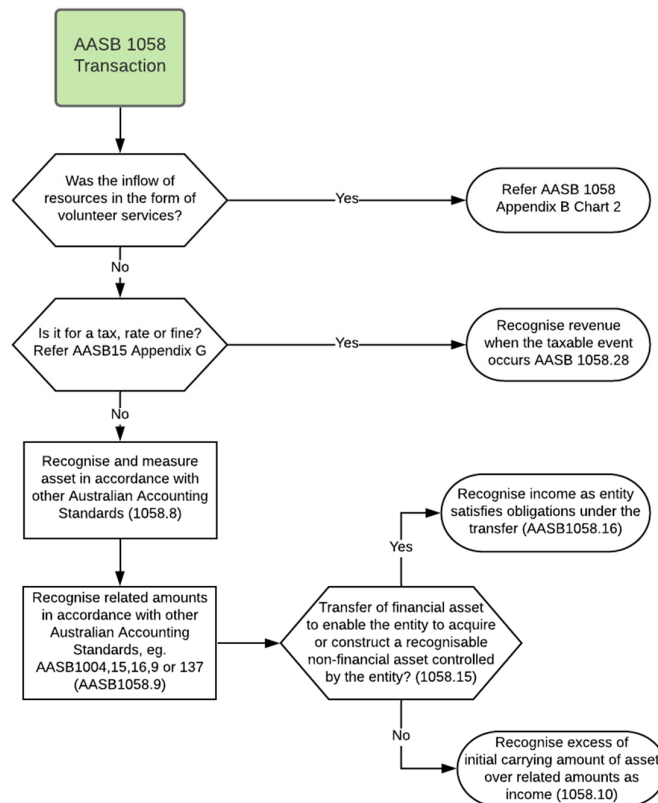 AASB 1058
Transaction
Was the inflow of
resources in the form of
volunteer services?
Yes
Refer AASB 1058
Appendix B Chart 2
No
Is it for a tax, rate or fine?
Refer AASB15 Appendix G
Yes
Recognise revenue
when the taxable event
occurs AASB 1058.28
No
Recognise and measure
asset in accordance with
other Australian Accounting
Standards (1058.8)
Recognise income as entity
satisfies obligations under the
transfer (AASB1058.16)
Yes
Recognise related amounts
in accordance with other
Australian Accounting
Standards, eg.
AASB1004,15,16,9 or 137
(AASB1058.9)
Transfer of financial asset
to enable the entity to acquire
or construct a recognisable
non-financial asset controlled
by the entity? (1058.15)
No
Recognise excess of
initial carrying amount of asset
over related amounts as
income (1058.10)